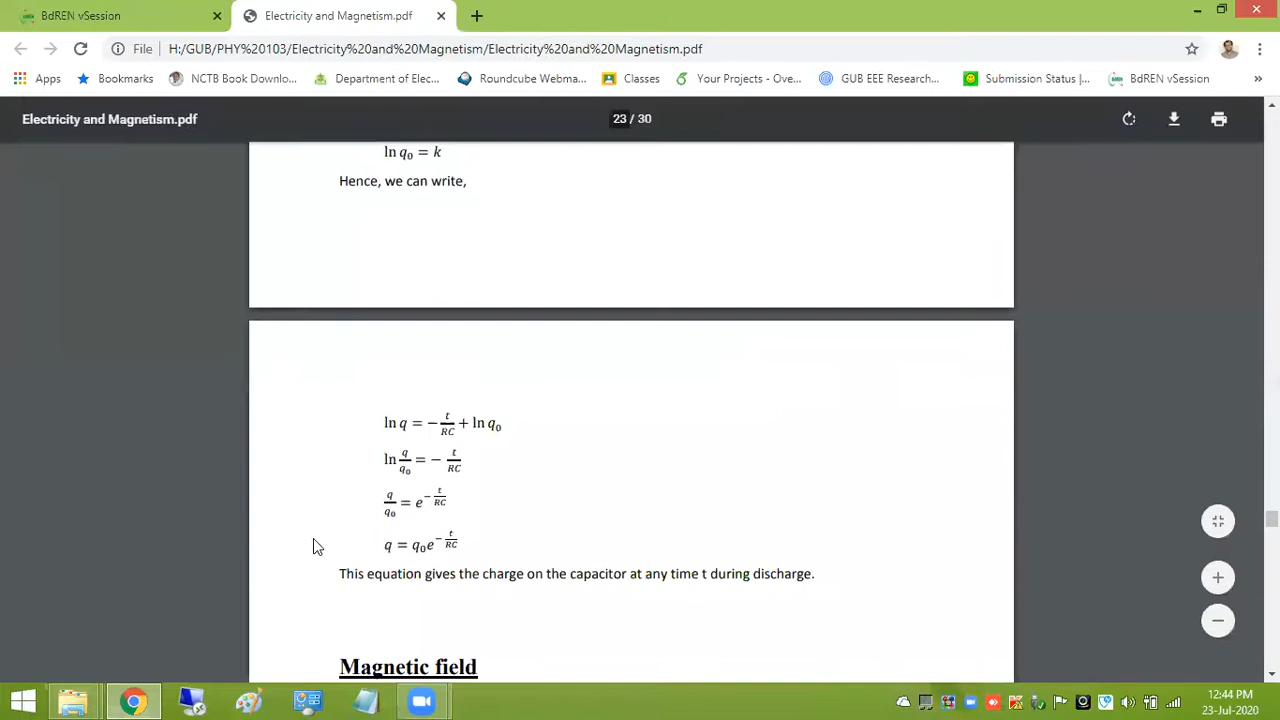 BdREN vSession
Electricity and Magnetism.pdf
File
H:/GUB/PHY%20103/Electricity%20and%20Magnetism/Electricity%20and%20Magnetism.pdf
Apps
Bookmarks
NCTB Book Downlo...
Department of Elec...
Roundcube Webma...
Classes
Your Projects - Ove...
GUB EEE Research...
Submission Status |...
BdREN vSession
»
Electricity and Magnetism.pdf
23 / 30
ln q₀ = k
Hence, we can write,
ln q = −t/RC + ln q₀
ln q/q₀ = − t/RC
q/q₀ = e^(−t/RC)
q = q₀e^(−t/RC)
This equation gives the charge on the capacitor at any time t during discharge.
Magnetic field
12:44 PM
23-Jul-2020